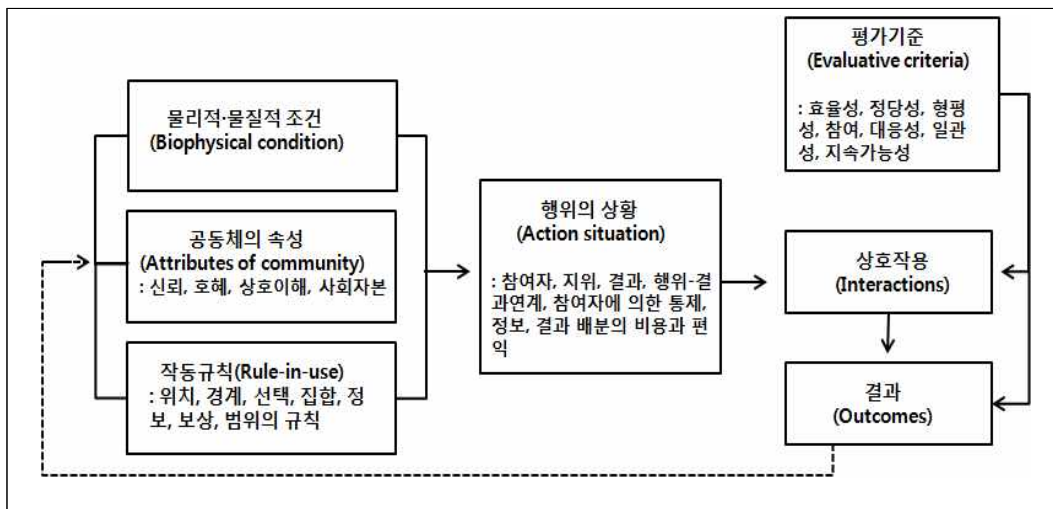 물리적·물질적 조건
(Biophysical condition)
공동체의 속성
(Attributes of community)
: 신뢰, 호혜, 상호이해, 사회자본
작동규칙(Rule-in-use)
: 위치, 경계, 선택, 집합, 정
보, 보상, 범위의 규칙
행위의 상황
(Action situation)
: 참여자, 지위, 결과, 행위-결
과연계, 참여자에 의한 통제,
정보, 결과 배분의 비용과 편
익
평가기준
(Evaluative criteria)
: 효율성, 정당성, 형평
성, 참여, 대응성, 일관
성, 지속가능성
상호작용
(Interactions)
결과
(Outcomes)